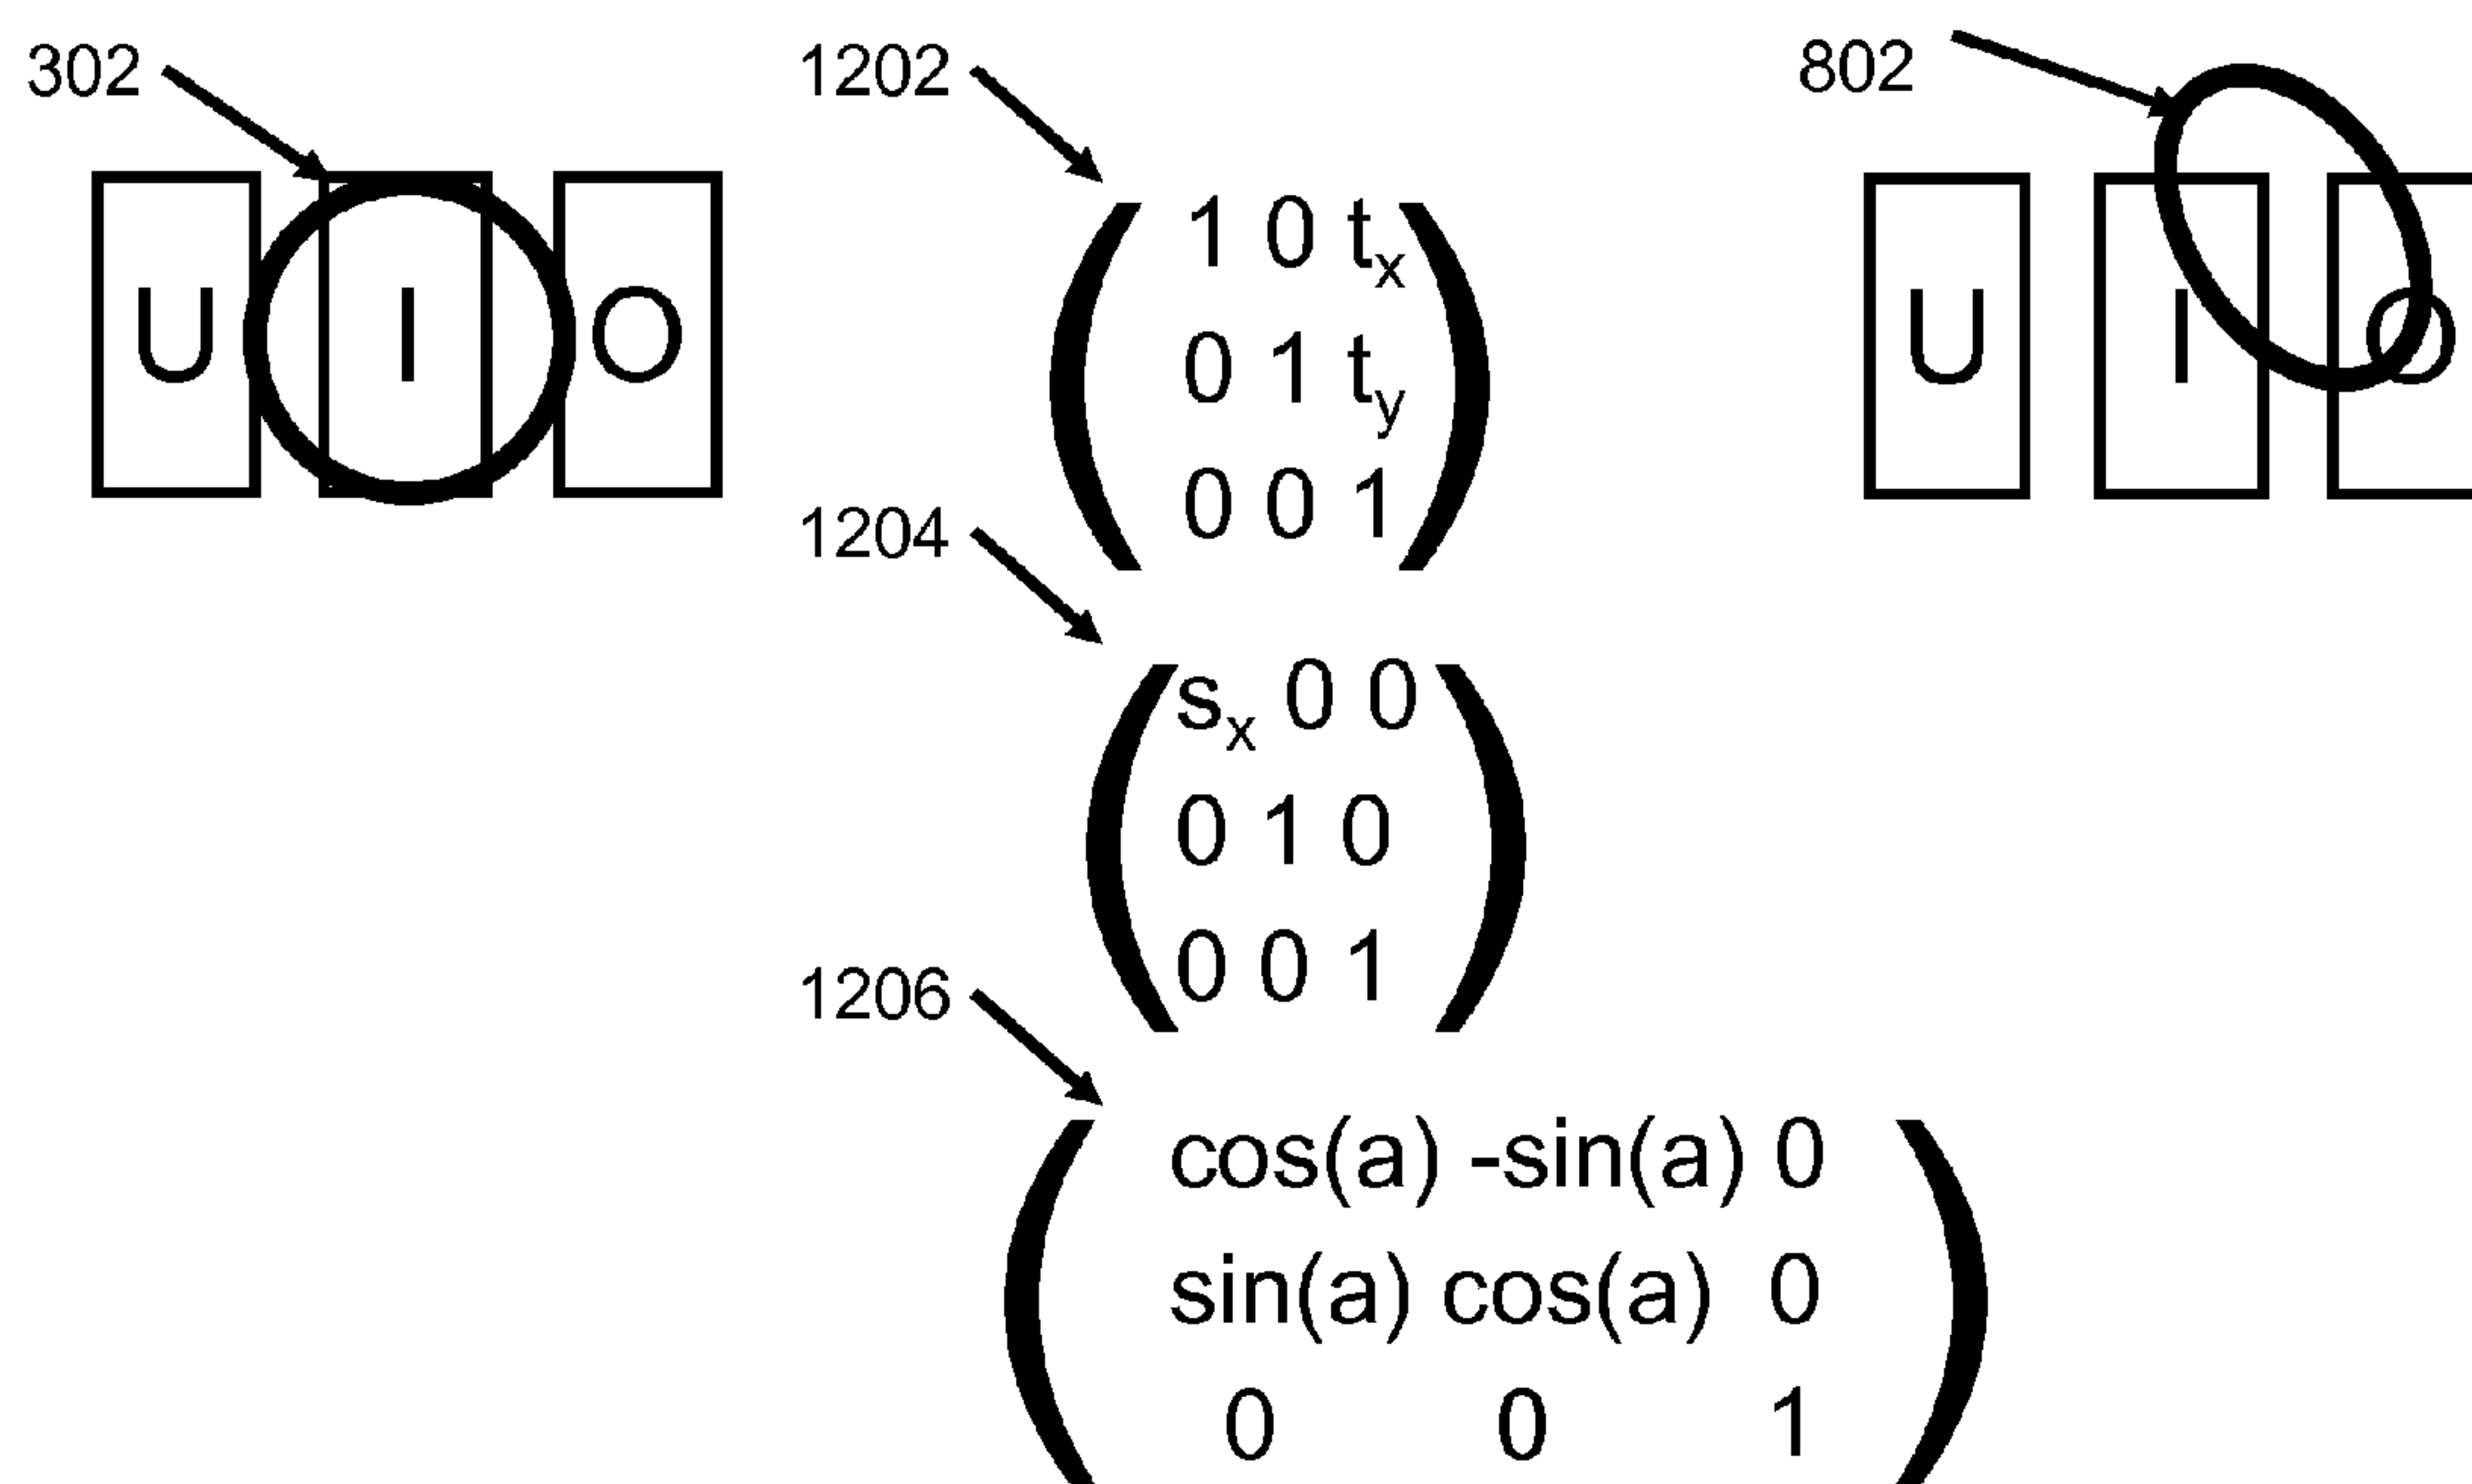 302
U I O
1202
1 0 tₓ
0 1 t_y
0 0 1
802
U I O
1204
sₓ 0 0
0 1 0
0 0 1
1206
cos(a) -sin(a) 0
sin(a) cos(a) 0
0 0 1